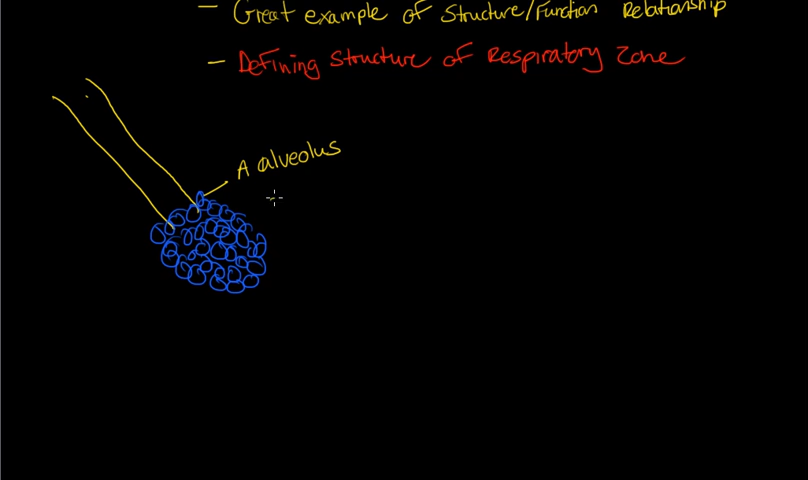 - Great example of Structure/Function Relationship
- Defining Structure of Respiratory Zone
A alveolus